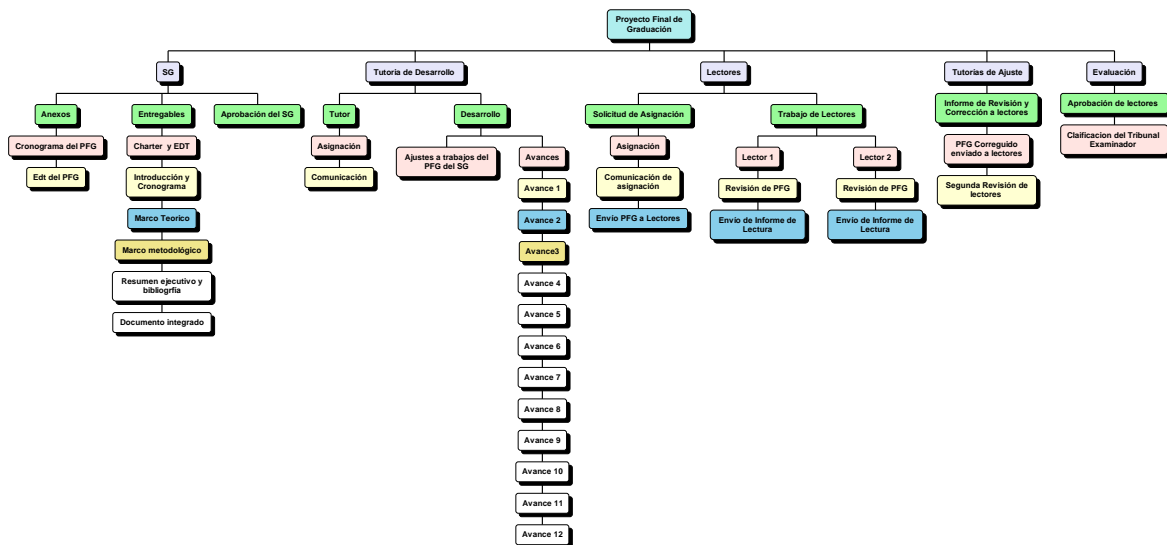 Proyecto Final de
Graduación
SG
Tutoría de Desarrollo
Lectores
Tutorías de Ajuste
Evaluación
Anexos
Entregables
Aprobación del SG
Tutor
Desarrollo
Solicitud de Asignación
Trabajo de Lectores
Informe de Revisión y
Corrección a lectores
Aprobación de lectores
Cronograma del PFG
Charter y EDT
Asignación
Ajustes a trabajos del
PFG del SG
Avances
Asignación
Lector 1
Lector 2
PFG Correguido
enviado a lectores
Claificacion del Tribunal
Examinador
Edt del PFG
Introducción y
Cronograma
Comunicación
Avance 1
Comunicación de
asignación
Revisión de PFG
Revisión de PFG
Segunda Revisión de
lectores
Marco Teorico
Avance 2
Envío PFG a Lectores
Envío de Informe de
Lectura
Envío de Informe de
Lectura
Marco metodológico
Avance3
Resumen ejecutivo y
bibliogrfía
Avance 4
Documento integrado
Avance 5
Avance 6
Avance 7
Avance 8
Avance 9
Avance 10
Avance 11
Avance 12